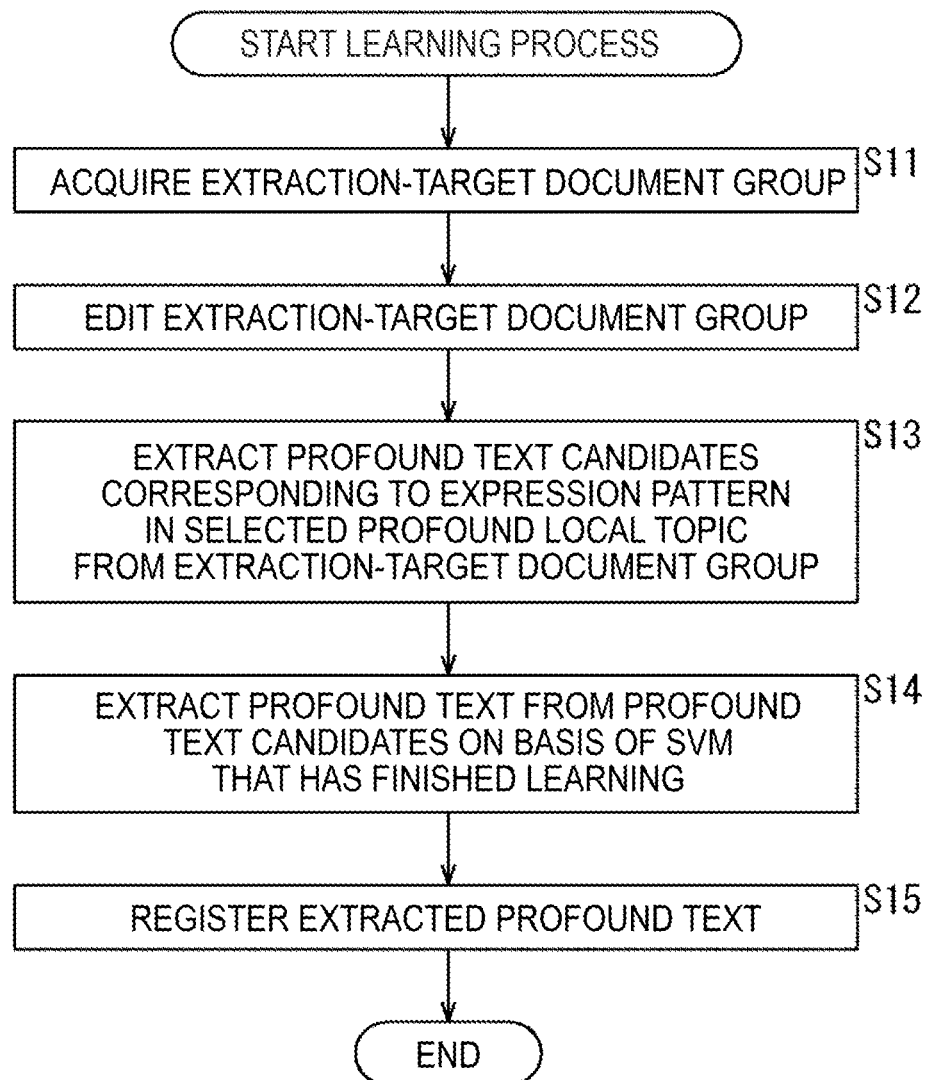 START LEARNING PROCESS
ACQUIRE EXTRACTION-TARGET DOCUMENT GROUP
S11
EDIT EXTRACTION-TARGET DOCUMENT GROUP
S12
EXTRACT PROFOUND TEXT CANDIDATES
CORRESPONDING TO EXPRESSION PATTERN
IN SELECTED PROFOUND LOCAL TOPIC
FROM EXTRACTION-TARGET DOCUMENT GROUP
S13
EXTRACT PROFOUND TEXT FROM PROFOUND
TEXT CANDIDATES ON BASIS OF SVM
THAT HAS FINISHED LEARNING
S14
REGISTER EXTRACTED PROFOUND TEXT
S15
END